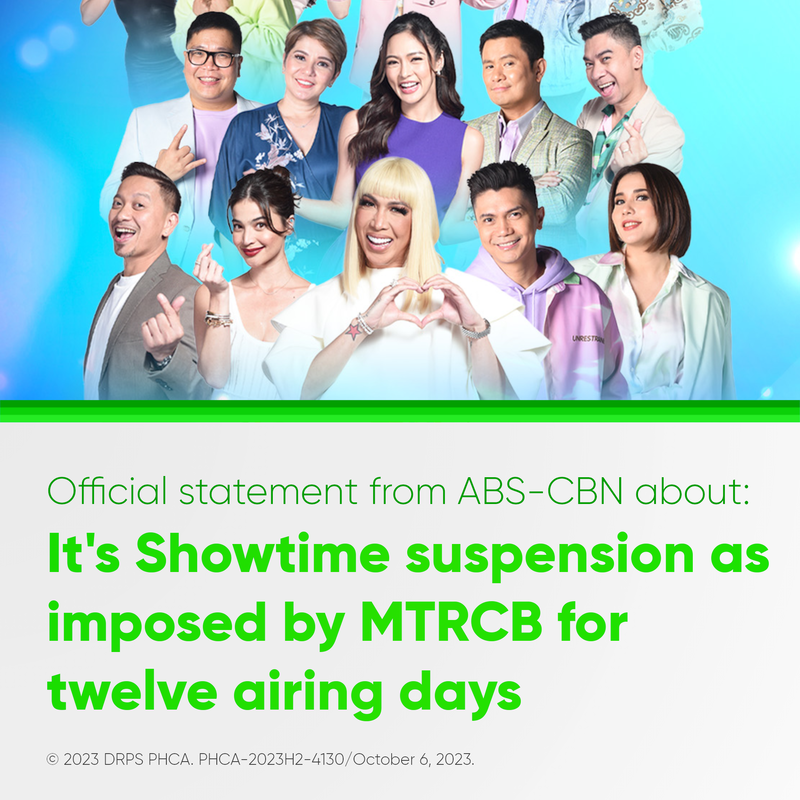 UNRESTR
Official statement from ABS-CBN about:
It's Showtime suspension as
imposed by MTRCB for
twelve airing days
© 2023 DRPS PHCA. PHCA-2023H2-4130/October 6, 2023.